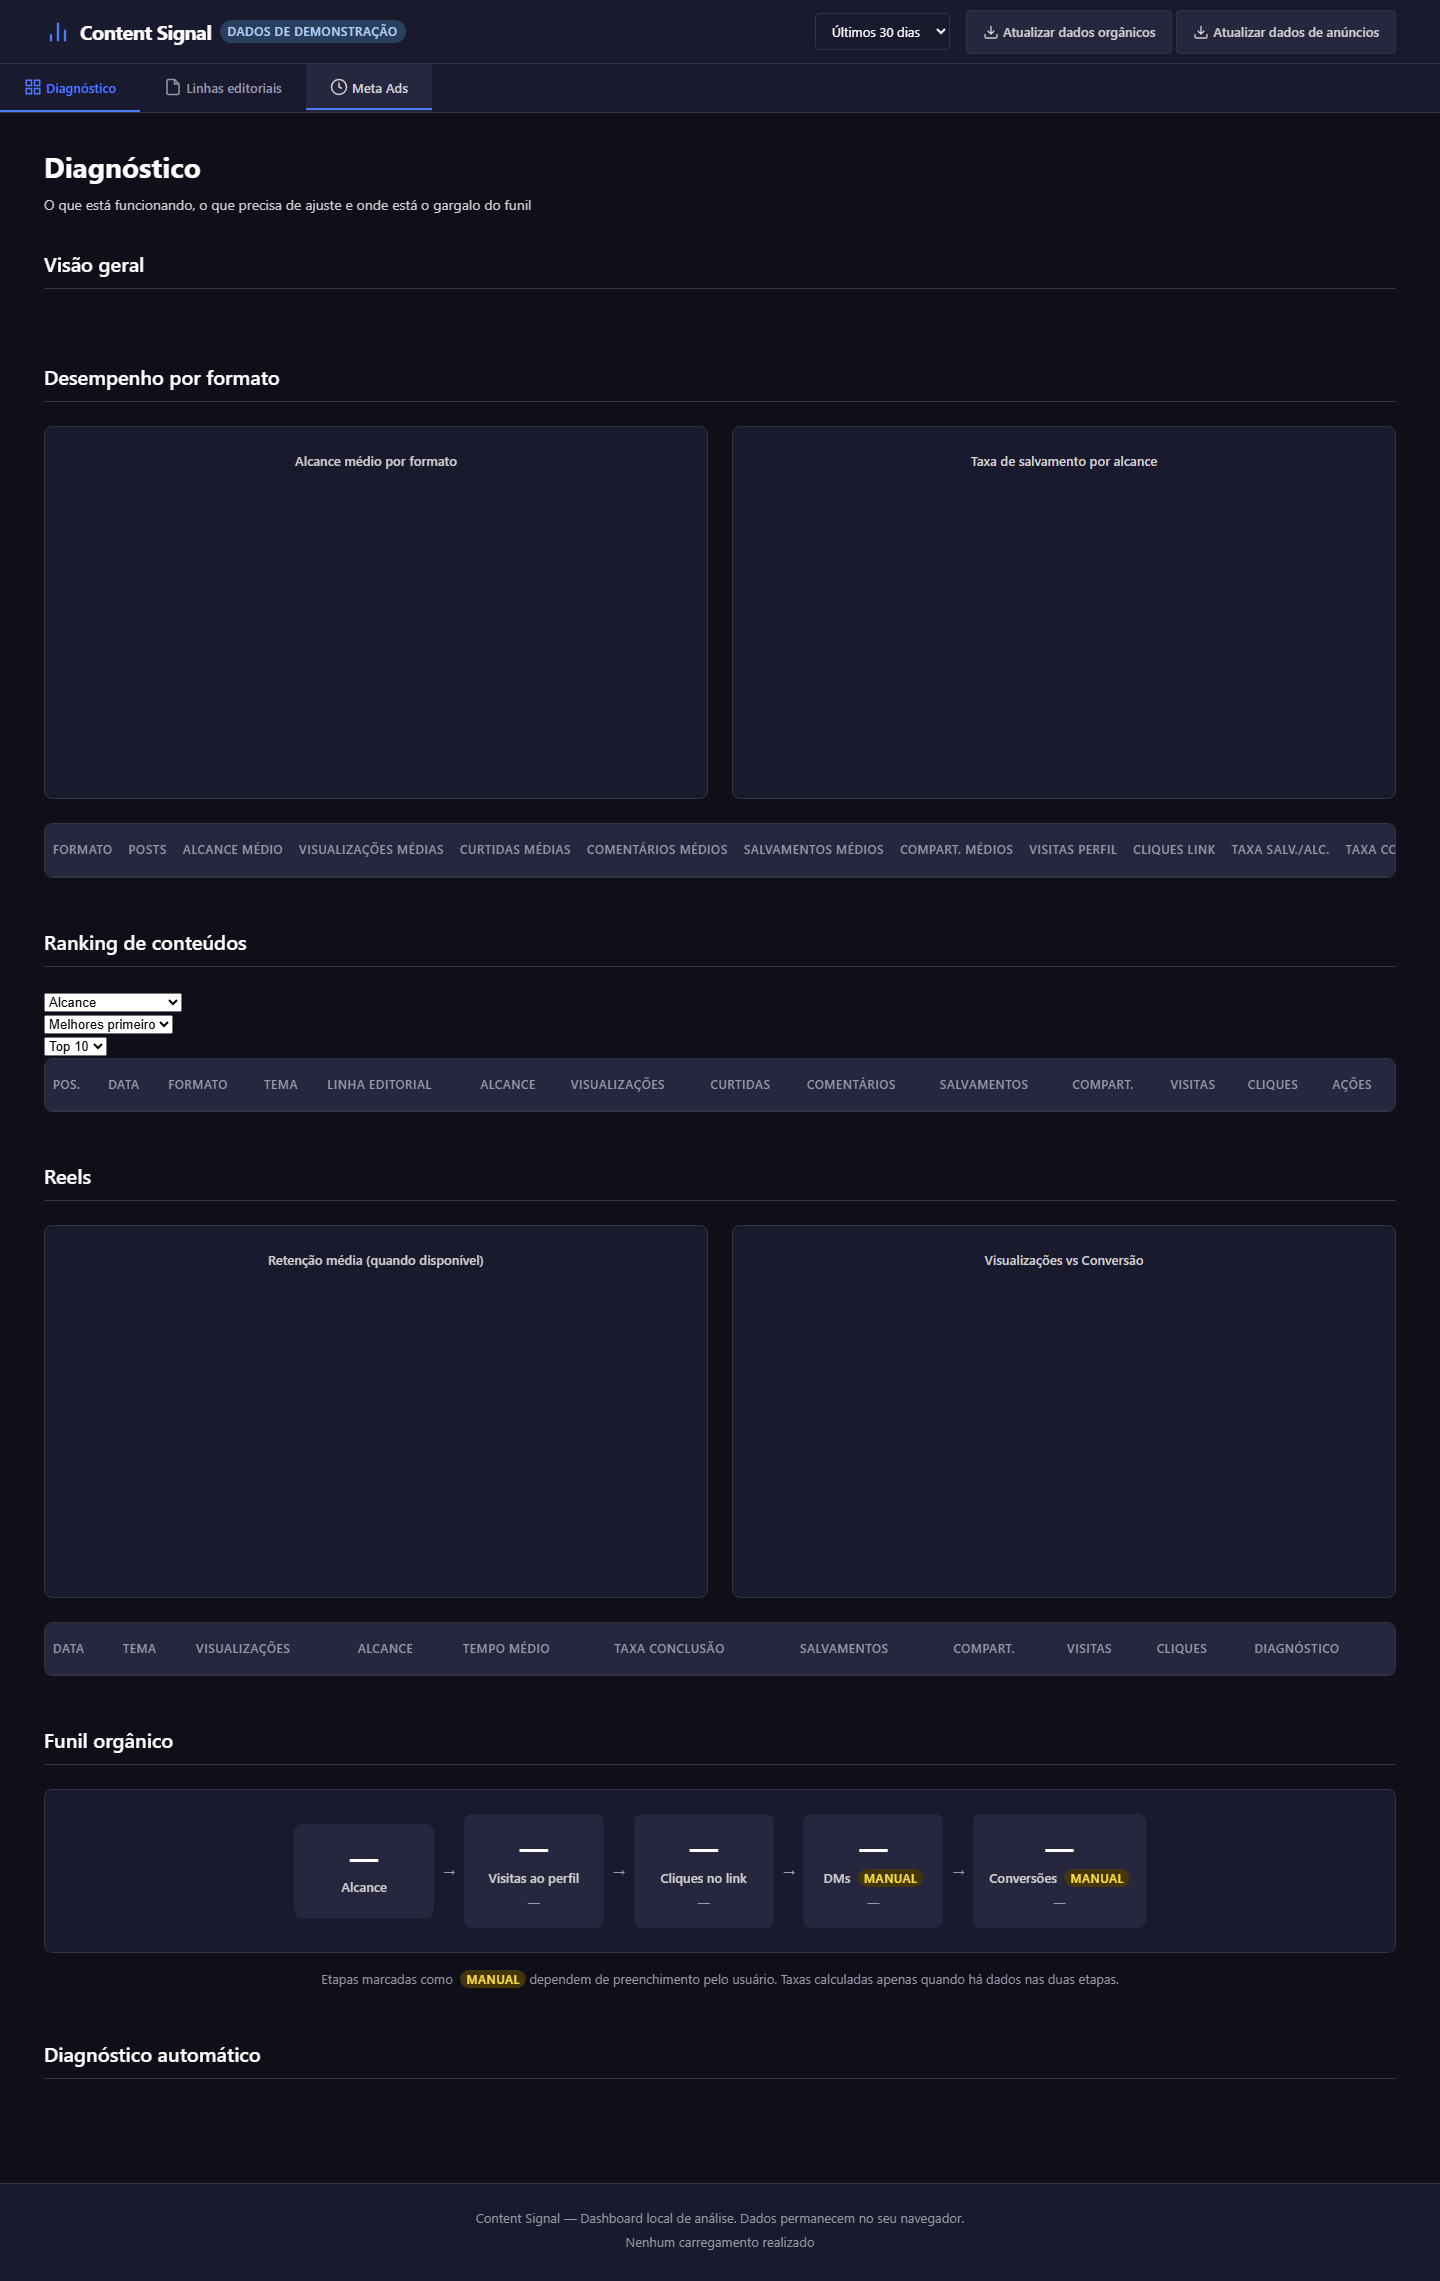 Content Signal DADOS DE DEMONSTRAÇÃO Últimos 30 dias Atualizar dados orgânicos Atualizar dados de anúncios
Diagnóstico Linhas editoriais Meta Ads
Diagnóstico
O que está funcionando, o que precisa de ajuste e onde está o gargalo do funil
Visão geral
Desempenho por formato
Alcance médio por formato Taxa de salvamento por alcance
FORMATO POSTS ALCANCE MÉDIO VISUALIZAÇÕES MÉDIAS CURTIDAS MÉDIAS COMENTÁRIOS MÉDIOS SALVAMENTOS MÉDIOS COMPART. MÉDIOS VISITAS PERFIL CLIQUES LINK TAXA SALV./ALC. TAXA CO
Ranking de conteúdos
Alcance
Melhores primeiro
Top 10
POS. DATA FORMATO TEMA LINHA EDITORIAL ALCANCE VISUALIZAÇÕES CURTIDAS COMENTÁRIOS SALVAMENTOS COMPART. VISITAS CLIQUES AÇÕES
Reels
Retenção média (quando disponível) Visualizações vs Conversão
DATA TEMA VISUALIZAÇÕES ALCANCE TEMPO MÉDIO TAXA CONCLUSÃO SALVAMENTOS COMPART. VISITAS CLIQUES DIAGNÓSTICO
Funil orgânico
— — — — —
Alcance → Visitas ao perfil → Cliques no link → DMs MANUAL → Conversões MANUAL
— — — —
Etapas marcadas como MANUAL dependem de preenchimento pelo usuário. Taxas calculadas apenas quando há dados nas duas etapas.
Diagnóstico automático
Content Signal — Dashboard local de análise. Dados permanecem no seu navegador.
Nenhum carregamento realizado